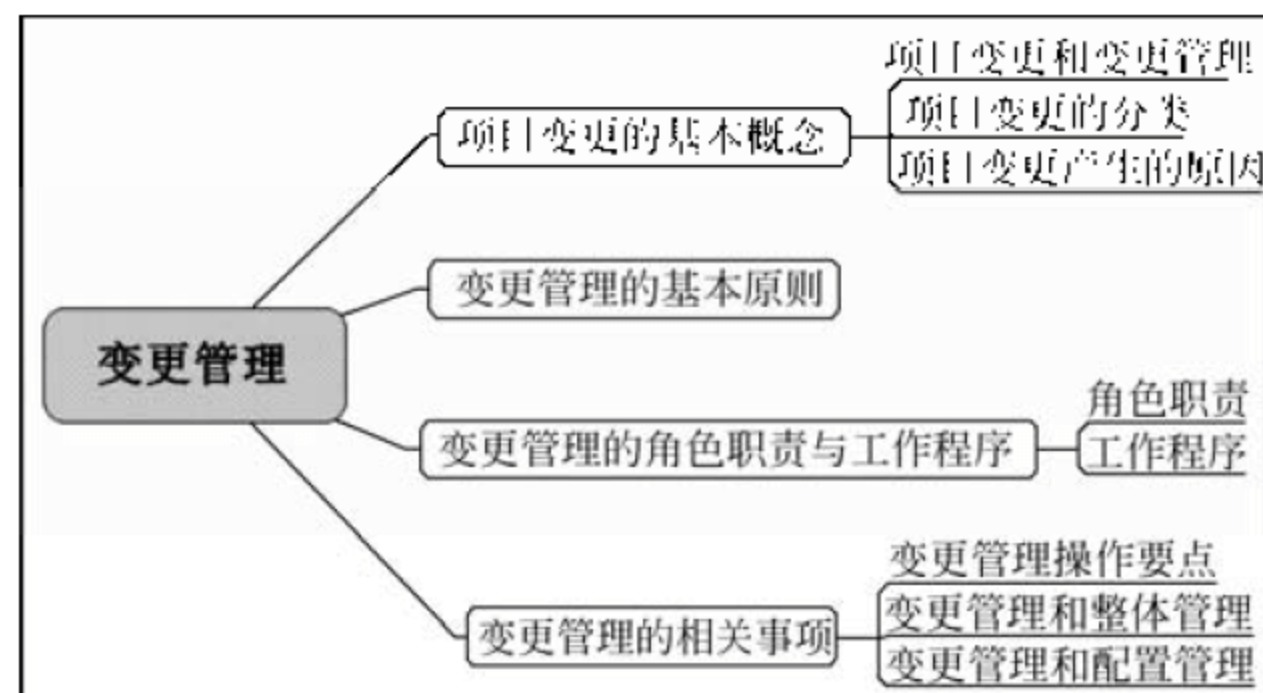 项目变更和变更管理
项目变更的基本概念
项目变更的分类
项目变更产生的原因
变更管理的基本原则
变更管理
变更管理的角色职责与工作程序
角色职责
工作程序
变更管理的相关事项
变更管理操作要点
变更管理和整体管理
变更管理和配置管理